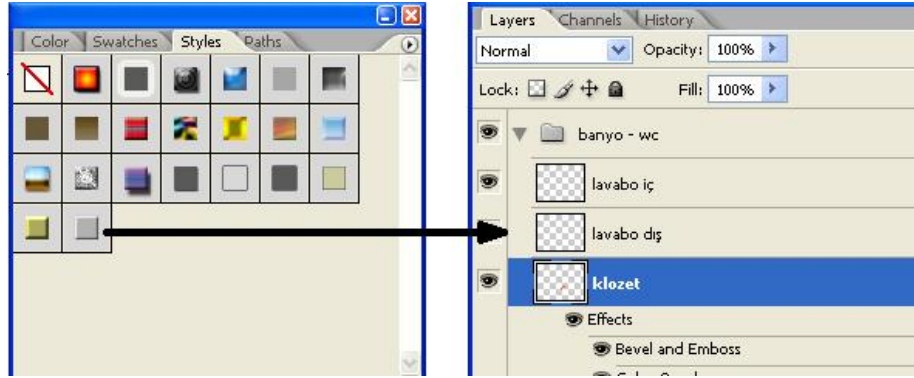 Color Swatches Styles Paths
Layers Channels History
Normal Opacity: 100%
Lock: Fill: 100%
banyo - wc
lavabo iç
lavabo dış
klozet
Effects
Bevel and Emboss